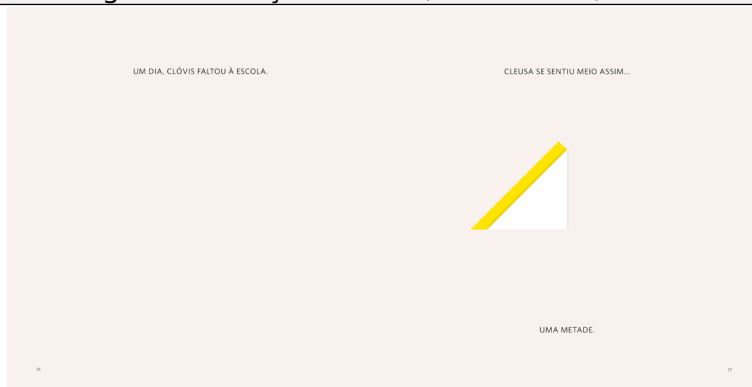 UM DIA, CLÓVIS FALTOU À ESCOLA.
CLEUSA SE SENTIU MEIO ASSIM...
UMA METADE.